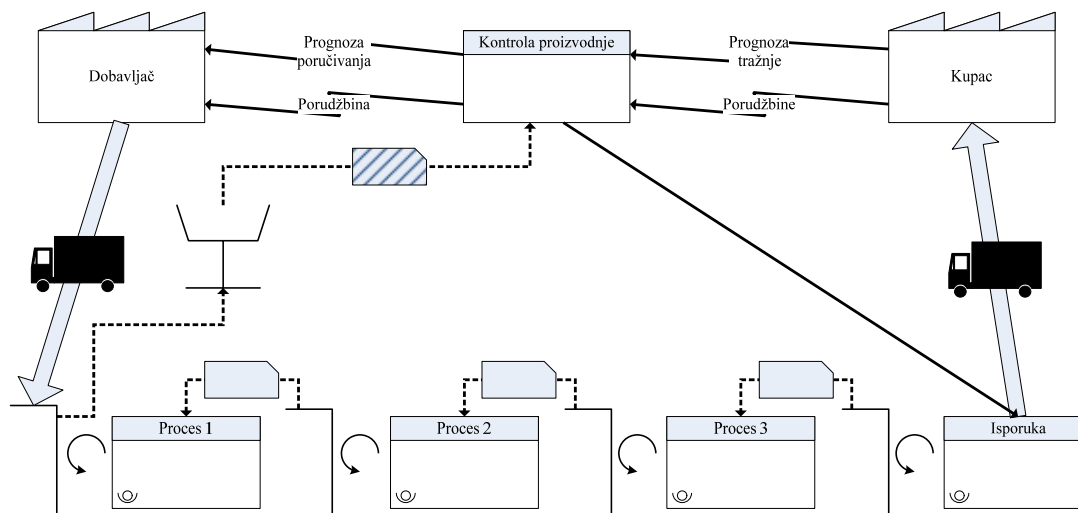 Dobavljač
Prognoza
poručivanja
Porudžbina
Kontrola proizvodnje
Prognoza
tražnje
Porudžbine
Kupac
Proces 1
Proces 2
Proces 3
Isporuka